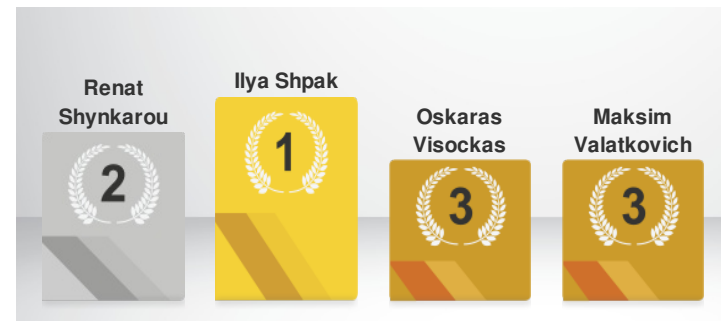 Renat
Shynkarou
2
Ilya Shpak
1
Oskaras
Visockas
3
Maksim
Valatkovich
3